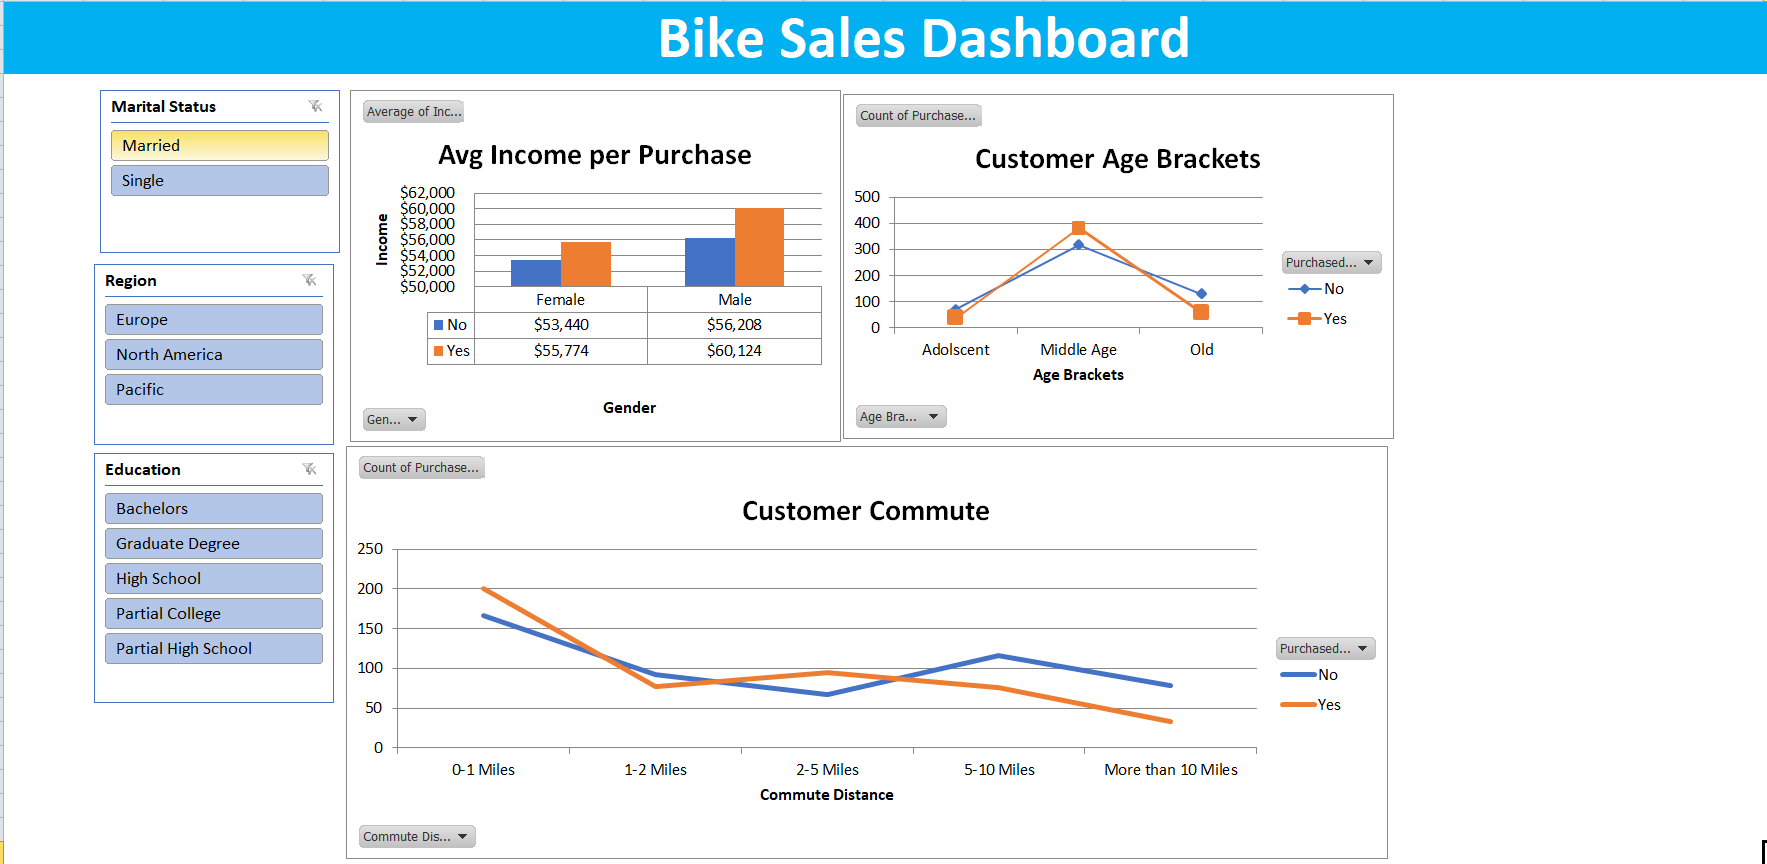 Bike Sales Dashboard
Marital Status
Married
Single
Region
Europe
North America
Pacific
Education
Bachelors
Graduate Degree
High School
Partial College
Partial High School
Average of Inc...
Avg Income per Purchase
Income
$62,000
$60,000
$58,000
$56,000
$54,000
$52,000
$50,000
Female Male
No $53,440 $56,208
Yes $55,774 $60,124
Gender
Gen...
Count of Purchase...
Customer Age Brackets
500
400
300
200
100
0
Adolscent Middle Age Old
Age Brackets
Purchased...
No
Yes
Age Bra...
Count of Purchase...
Customer Commute
250
200
150
100
50
0
0-1 Miles 1-2 Miles 2-5 Miles 5-10 Miles More than 10 Miles
Commute Distance
Purchased...
No
Yes
Commute Dis...